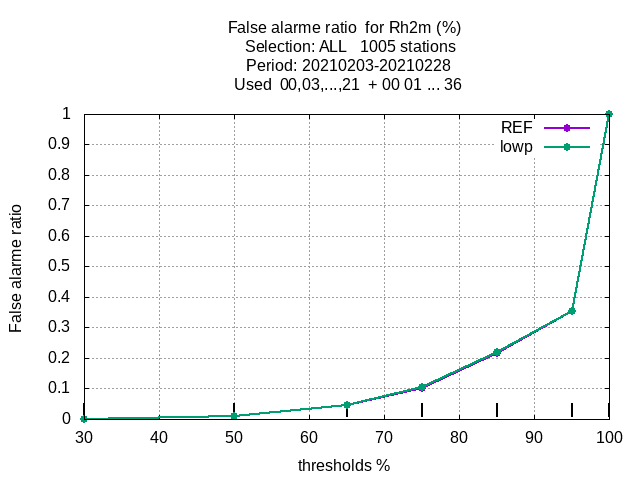 False alarme ratio for Rh2m (%)
Selection: ALL 1005 stations
Period: 20210203-20210228
Used 00,03,...,21 + 00 01 ... 36
REF
lowp
1
0.9
0.8
0.7
0.6
0.5
0.4
0.3
0.2
0.1
0
False alarme ratio
30 40 50 60 70 80 90 100
thresholds %